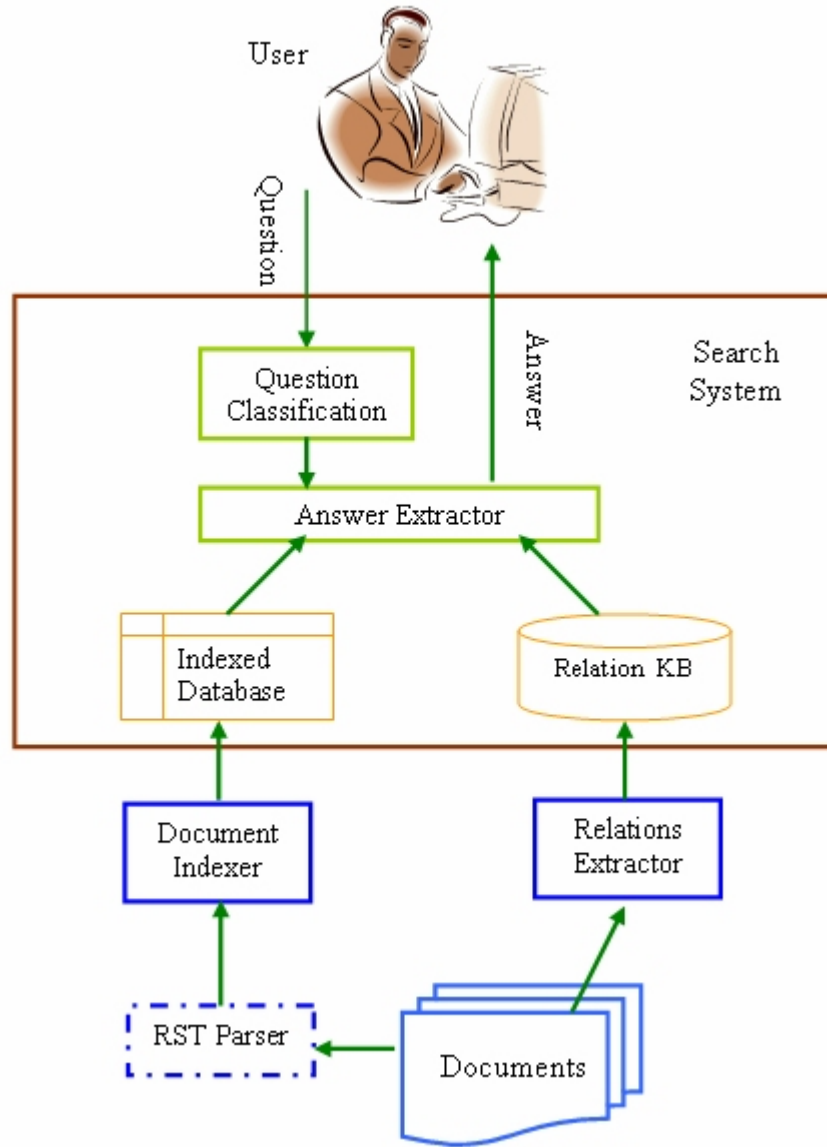 User
Question
Answer
Search
System
Question
Classification
Answer Extractor
Indexed
Database
Relation KB
Document
Indexer
Relations
Extractor
RST Parser
Documents